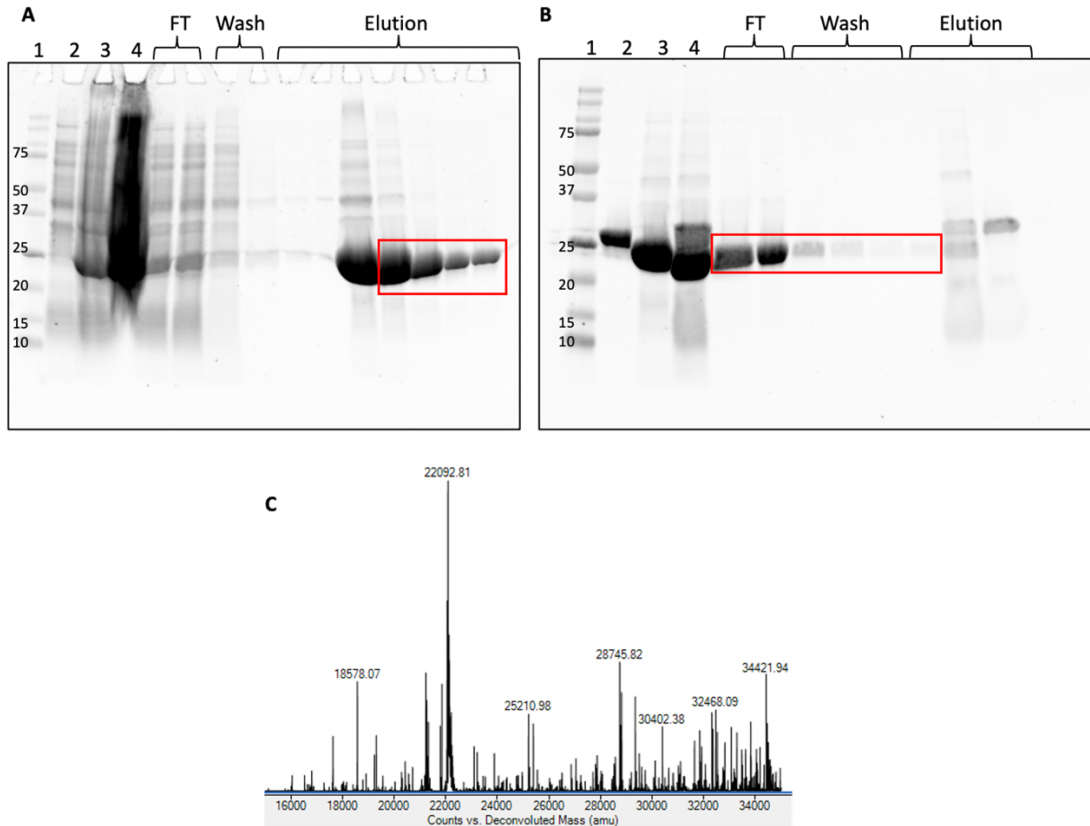 A
FT Wash Elution
1 2 3 4
75
50
37
25
20
15
10
B
FT Wash Elution
1 2 3 4
75
50
37
25
20
15
10
C
22092.81
18578.07
25210.98
28745.82
30402.38
32468.09
34421.94
16000 18000 20000 22000 24000 26000 28000 30000 32000 34000
Counts vs. Deconvoluted Mass (amu)